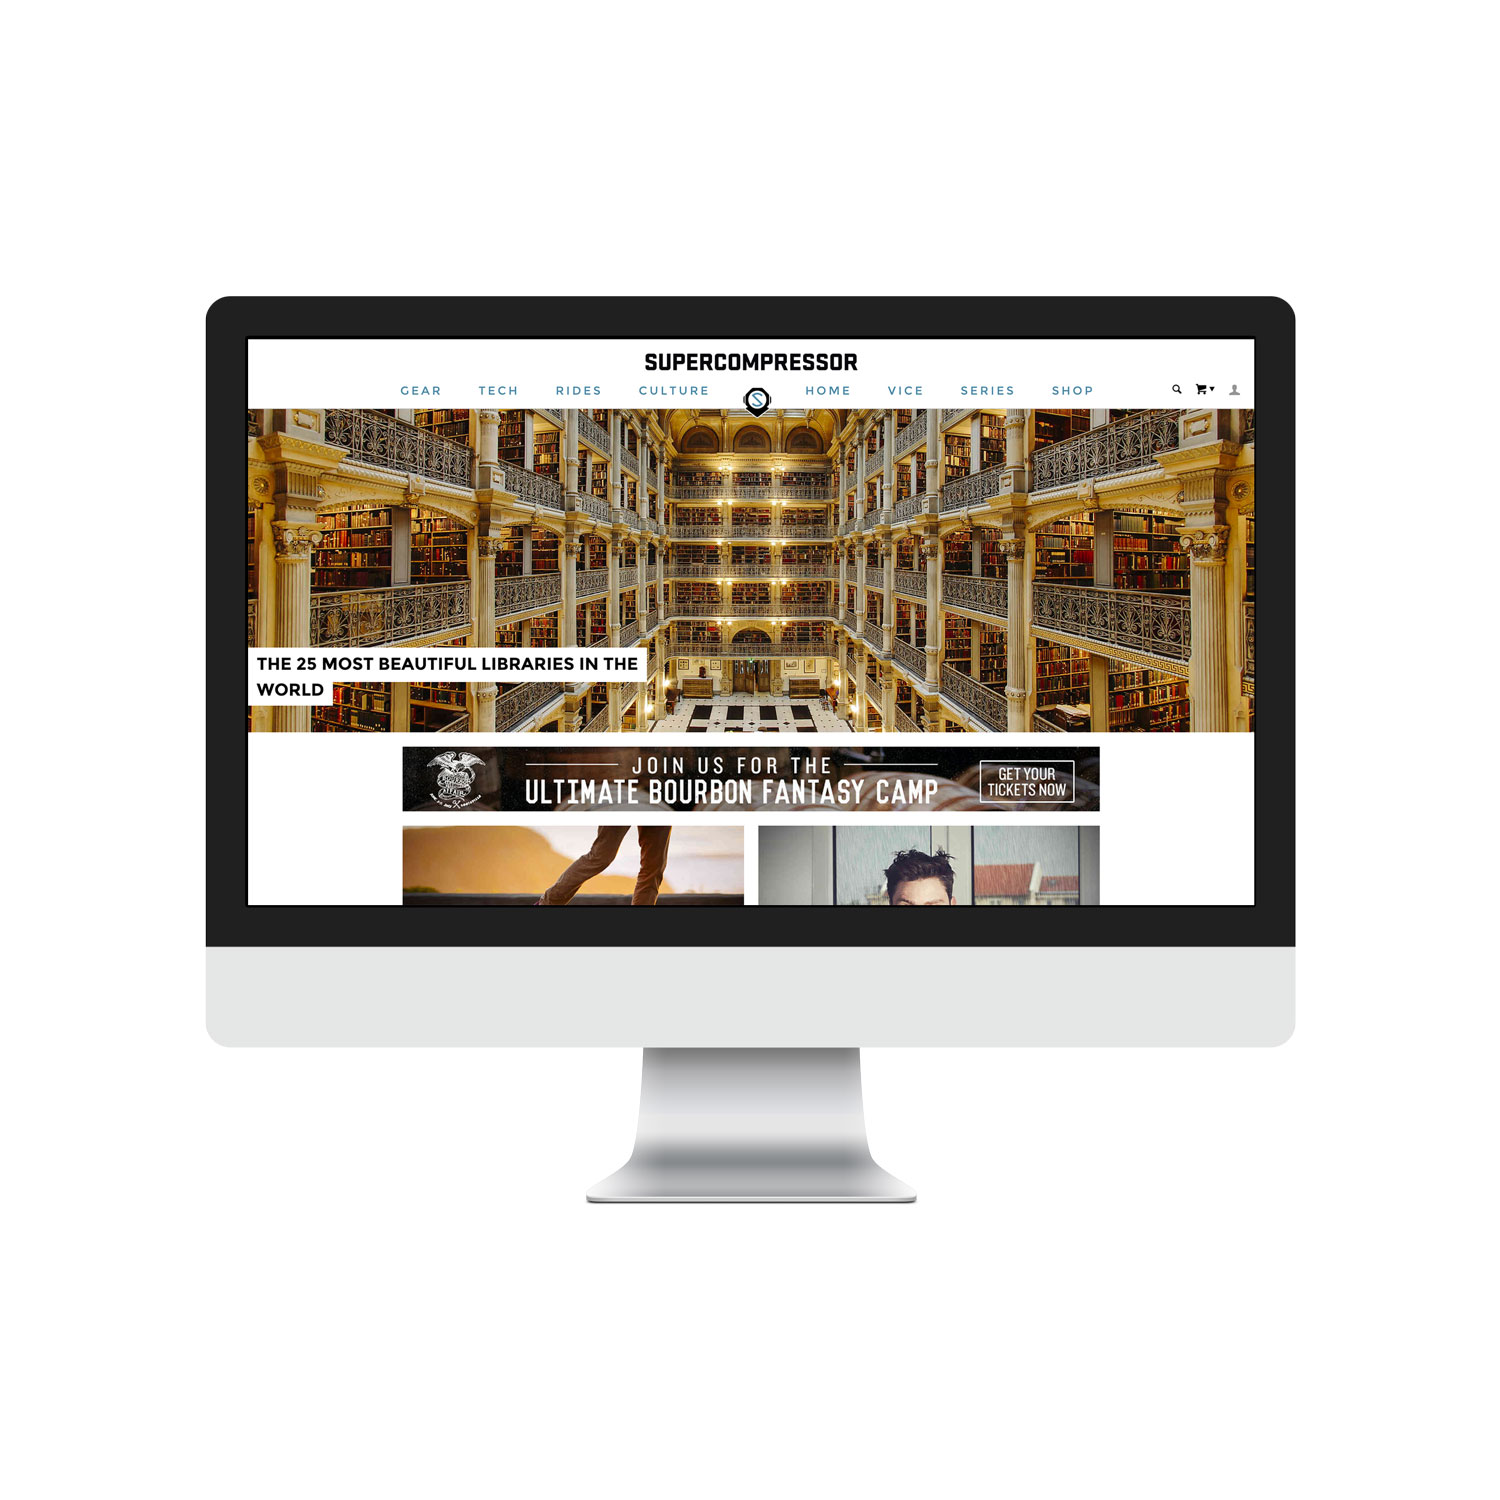 SUPERCOMPRESSOR
GEAR TECH RIDES CULTURE S HOME VICE SERIES SHOP
THE 25 MOST BEAUTIFUL LIBRARIES IN THE
WORLD
JOIN US FOR THE
ULTIMATE BOURBON FANTASY CAMP
GET YOUR
TICKETS NOW